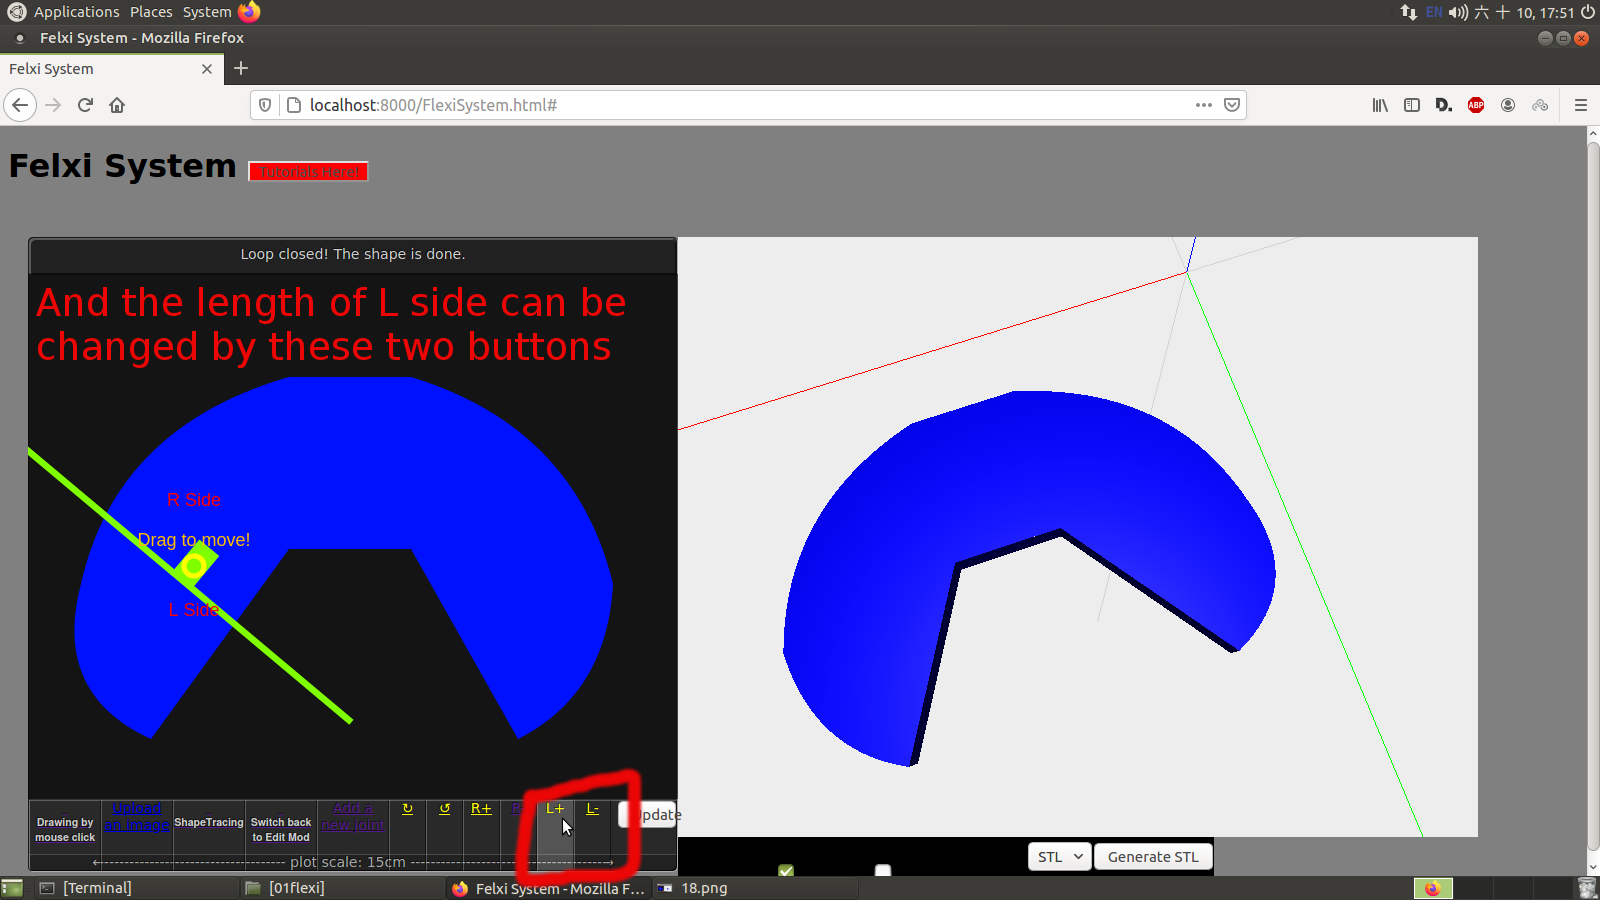 Applications Places System
EN 六 十 10, 17:51
Felxi System - Mozilla Firefox
Felxi System
localhost:8000/FlexiSystem.html#
D.
ABP
Felxi System
Tutorials Here!
Loop closed! The shape is done.
And the length of L side can be
changed by these two buttons
R Side
Drag to move!
L Side
Drawing by
mouse click
Upload
an image
ShapeTracing
Switch back
to Edit Mod
Add a
new joint
↻
↺
R+
R-
L+
L-
Update
plot scale: 15cm
STL
Generate STL
[Terminal]
[01flexi]
Felxi System - Mozilla F...
18.png